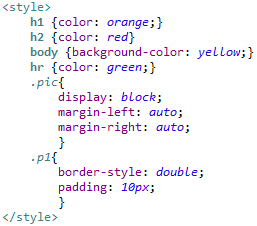 <style>
h1 {color: orange;}
h2 {color: red}
body {background-color: yellow;}
hr {color: green;}
.pic{
display: block;
margin-left: auto;
margin-right: auto;
}
.p1{
border-style: double;
padding: 10px;
}
</style>